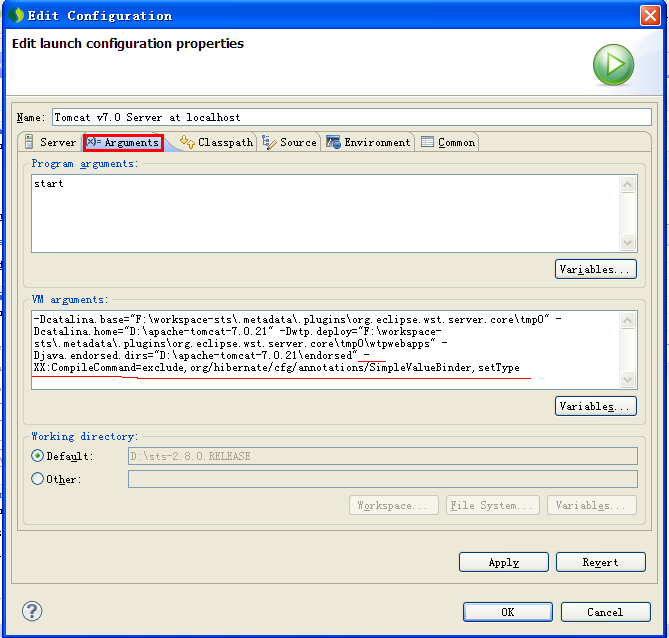 Edit Configuration
Edit launch configuration properties
Name: Tomcat v7.0 Server at localhost
Server (x)= Arguments Classpath Source Environment Common
Program arguments:
start
Variables...
VM arguments:
-Dcatalina.base="F:\workspace-sts\.metadata\.plugins\org.eclipse.wst.server.core\tmp0" -
Dcatalina.home="D:\apache-tomcat-7.0.21" -Dwtp.deploy="F:\workspace-
sts\.metadata\.plugins\org.eclipse.wst.server.core\tmp0\wtpwebapps" -
Djava.endorsed.dirs="D:\apache-tomcat-7.0.21\endorsed" -
XX:CompileCommand=exclude,org/hibernate/cfg/annotations/SimpleValueBinder,setType
Variables...
Working directory:
Default: D:\sts-2.8.0.RELEASE
Other:
Workspace... File System... Variables...
Apply Revert
? OK Cancel